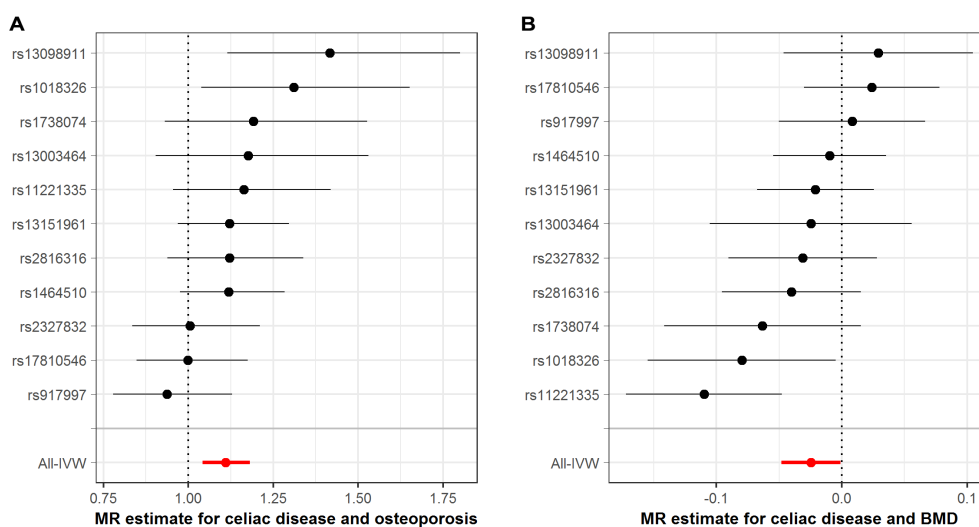 A
rs13098911
rs1018326
rs1738074
rs13003464
rs11221335
rs13151961
rs2816316
rs1464510
rs2327832
rs17810546
rs917997
All-IVW
0.75 1.00 1.25 1.50 1.75
MR estimate for celiac disease and osteoporosis
B
rs13098911
rs17810546
rs917997
rs1464510
rs13151961
rs13003464
rs2327832
rs2816316
rs1738074
rs1018326
rs11221335
All-IVW
-0.1 0.0 0.1
MR estimate for celiac disease and BMD